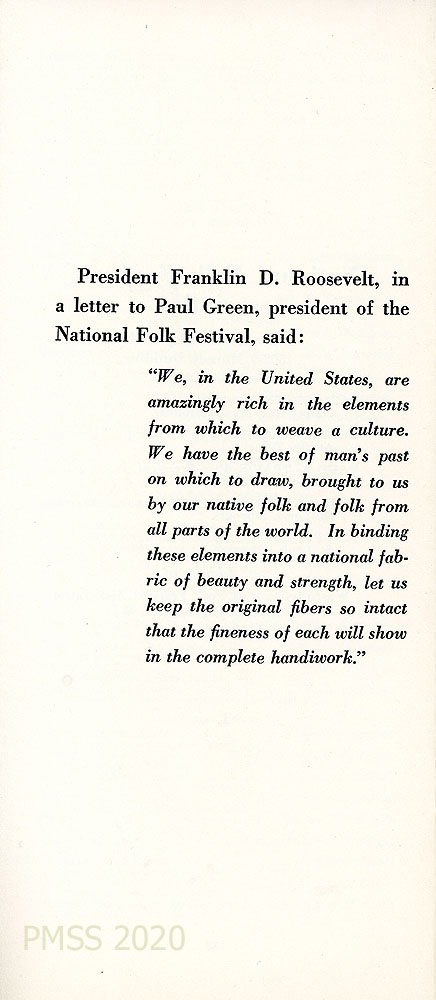 President Franklin D. Roosevelt, in
a letter to Paul Green, president of the
National Folk Festival, said:
“We, in the United States, are
amazingly rich in the elements
from which to weave a culture.
We have the best of man’s past
on which to draw, brought to us
by our native folk and folk from
all parts of the world. In binding
these elements into a national fab-
ric of beauty and strength, let us
keep the original fibers so intact
that the fineness of each will show
in the complete handiwork.”
PMSS 2020